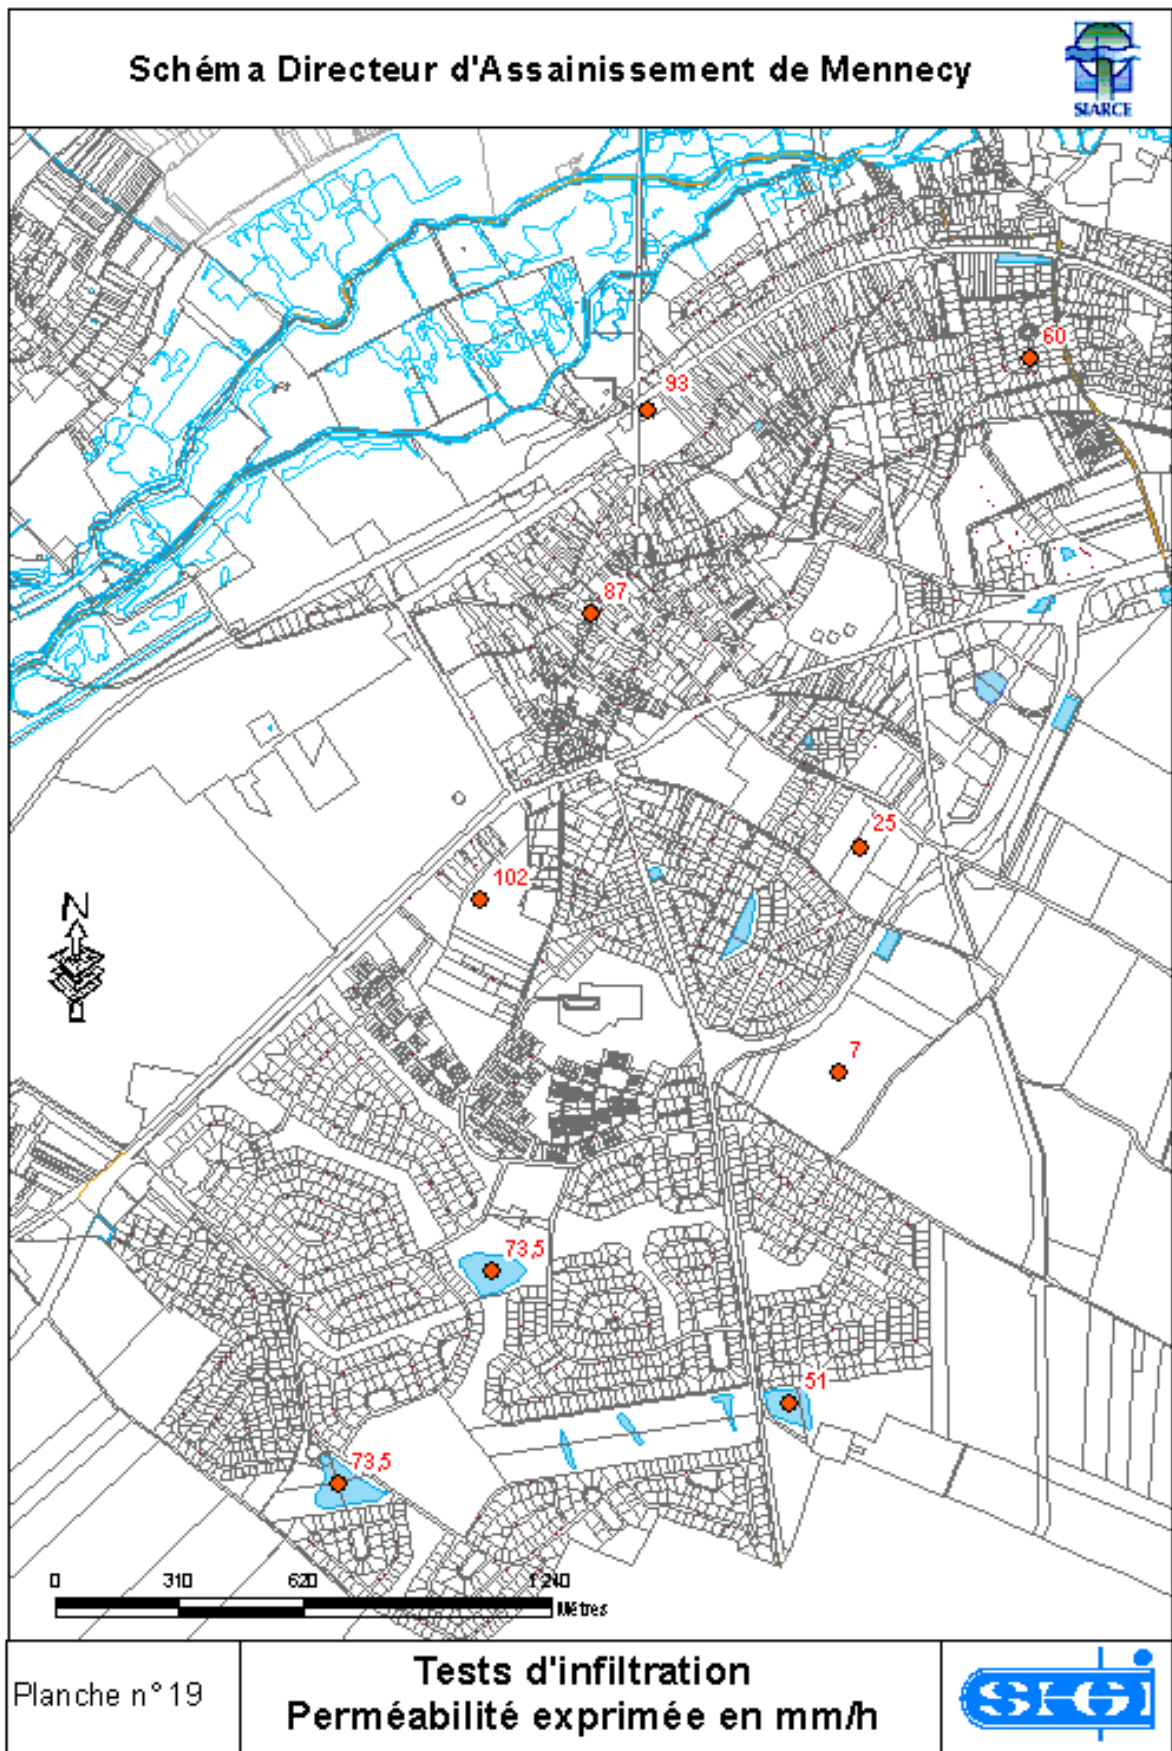 Schéma Directeur d'Assainissement de Mennecy
SIARCE
60
93
87
25
102
N
7
73,5
51
73,5
0 310 620 1 240
Mètres
Planche n° 19
Tests d'infiltration
Perméabilité exprimée en mm/h